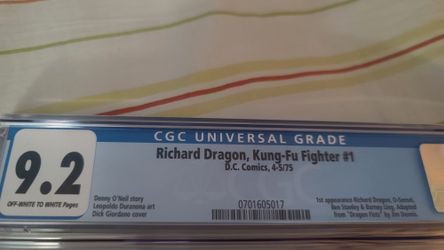 CGC UNIVERSAL GRADE
9.2
OFF-WHITE TO WHITE Pages
Richard Dragon, Kung-Fu Fighter #1
D.C. Comics, 4-5/75
Denny O'Neil story
Leopoldo Duranona art
Dick Giordano cover
0701605017
1st appearance Richard Dragon, O-Sensei,
Ben Stanley & Barney Ling. Adapted
from "Dragon Fists" by Jim Dennis.